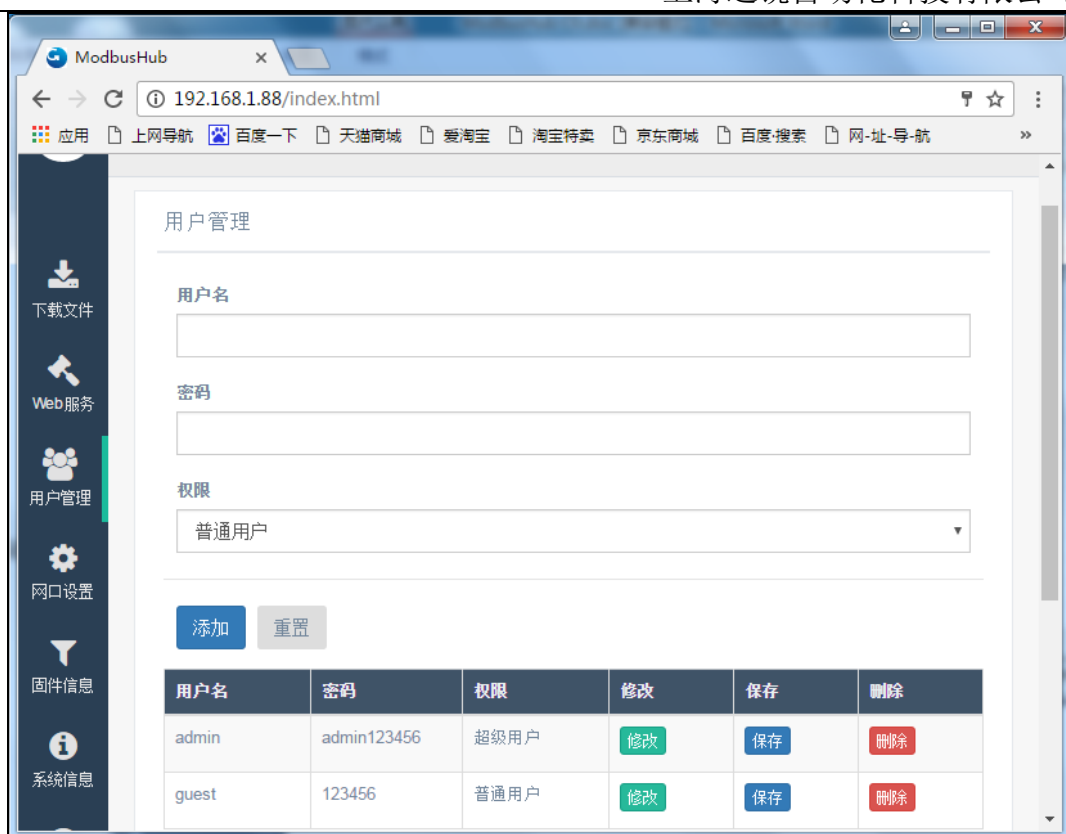 ModbusHub
192.168.1.88/index.html
应用 上网导航 百度一下 天猫商城 爱淘宝 淘宝特卖 京东商城 百度·搜索 网-址-导-航 »
用户管理
下载文件
Web服务
用户管理
网口设置
固件信息
系统信息
用户名
密码
权限
普通用户
添加 重置
用户名 密码 权限 修改 保存 删除
admin admin123456 超级用户 修改 保存 删除
guest 123456 普通用户 修改 保存 删除